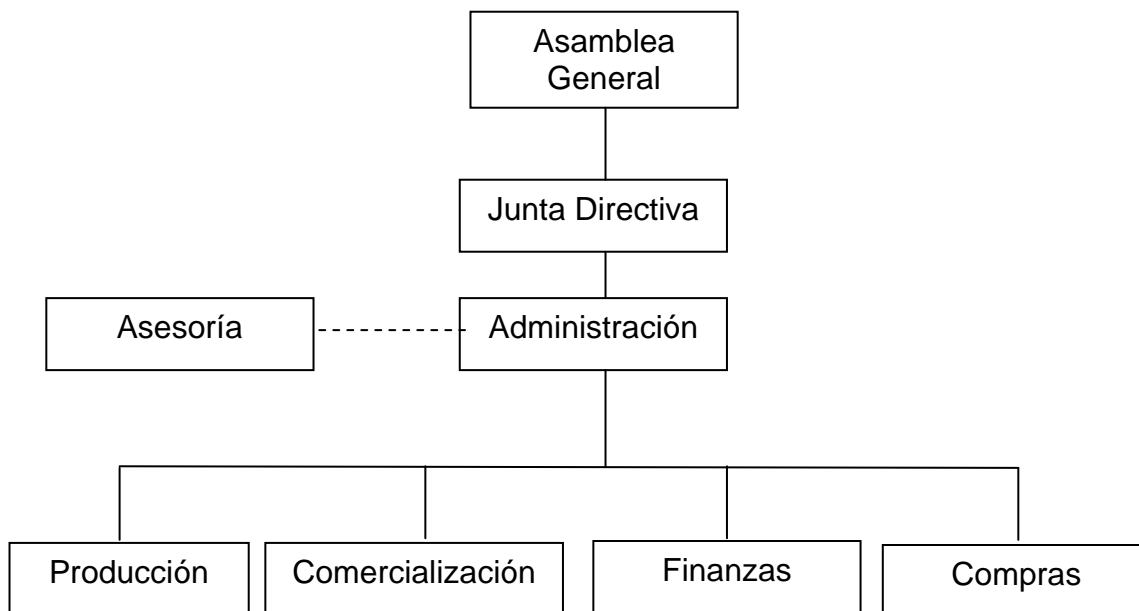 Asamblea
General
Junta Directiva
Asesoría
Administración
Producción
Comercialización
Finanzas
Compras